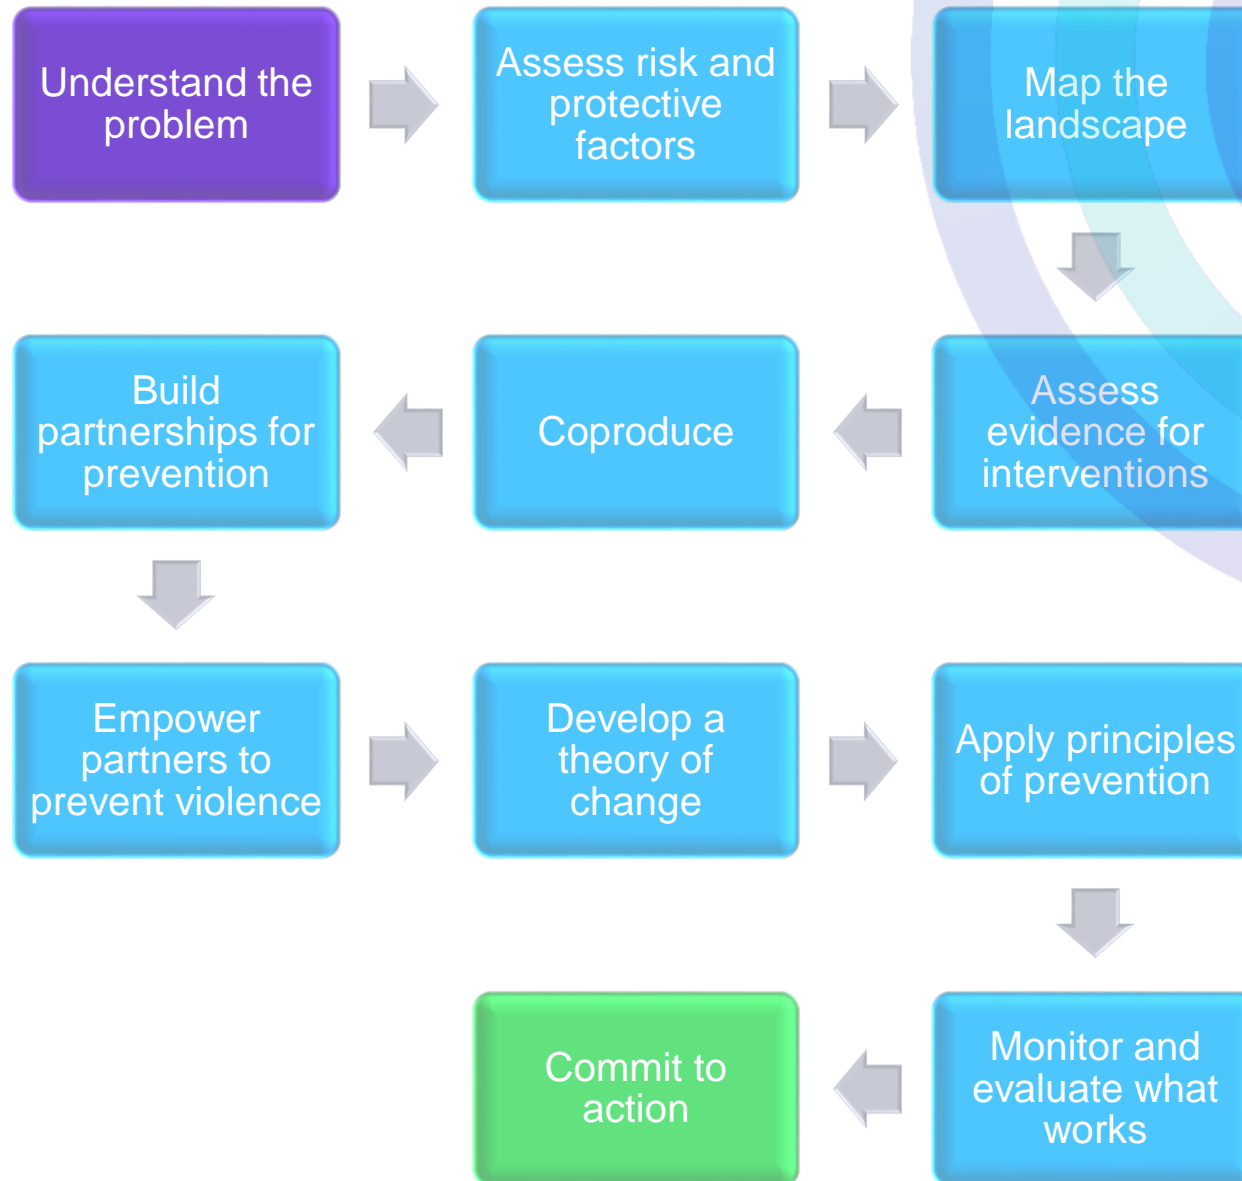 Understand the
problem
Assess risk and
protective
factors
Map the
landscape
Assess
evidence for
interventions
Coproduce
Build
partnerships for
prevention
Empower
partners to
prevent violence
Develop a
theory of
change
Apply principles
of prevention
Monitor and
evaluate what
works
Commit to
action